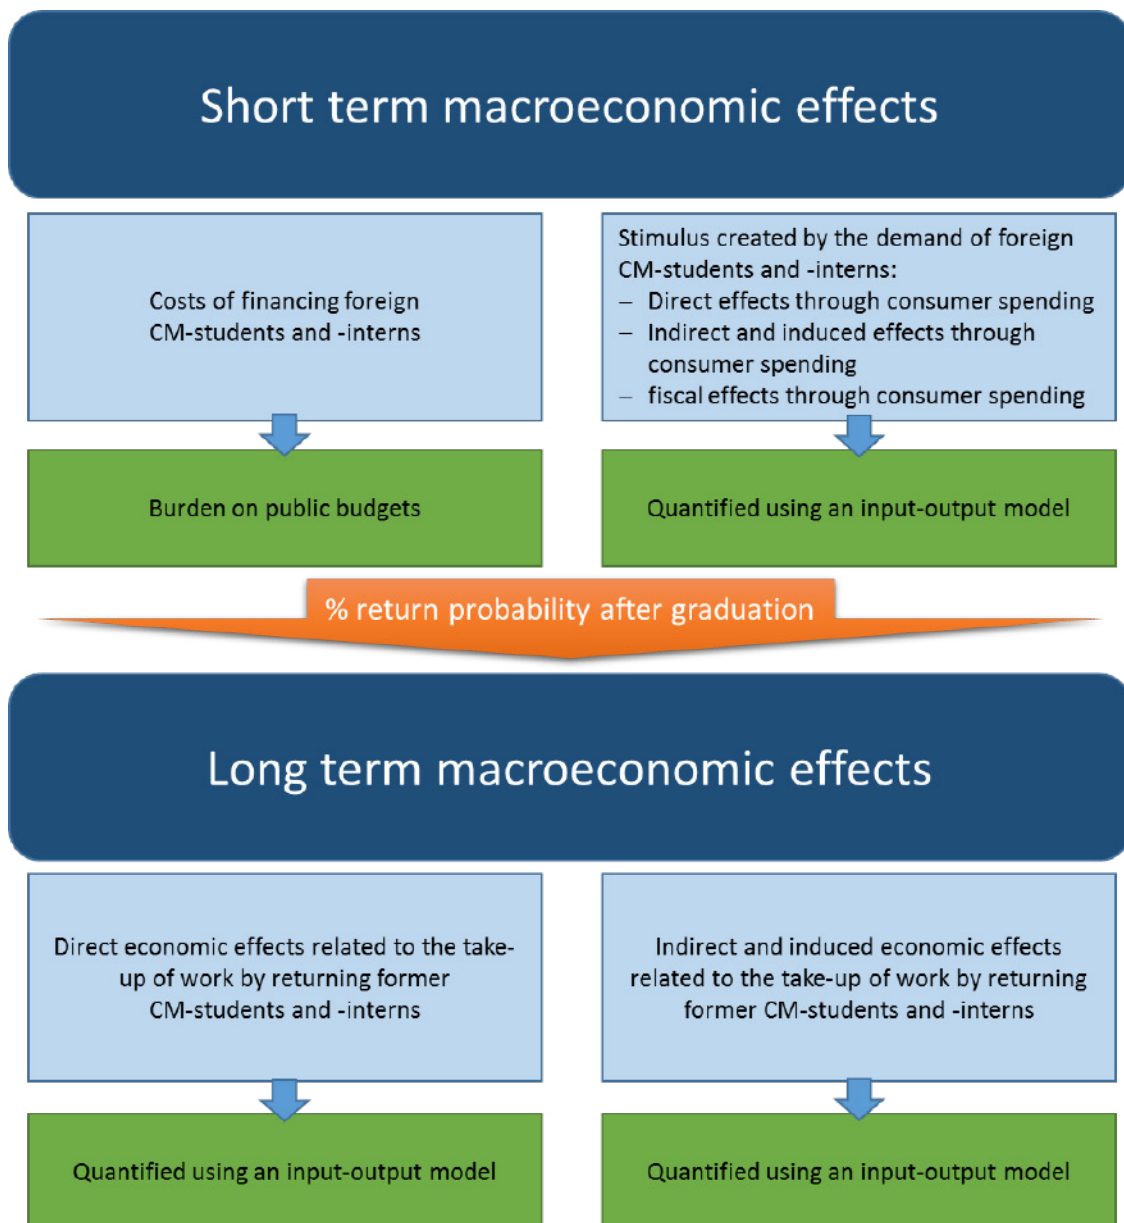 Short term macroeconomic effects
Costs of financing foreign
CM-students and -interns
Stimulus created by the demand of foreign
CM-students and -interns:
– Direct effects through consumer spending
– Indirect and induced effects through
consumer spending
– fiscal effects through consumer spending
Burden on public budgets
Quantified using an input-output model
% return probability after graduation
Long term macroeconomic effects
Direct economic effects related to the take-
up of work by returning former
CM-students and -interns
Indirect and induced economic effects
related to the take-up of work by returning
former CM-students and -interns
Quantified using an input-output model
Quantified using an input-output model